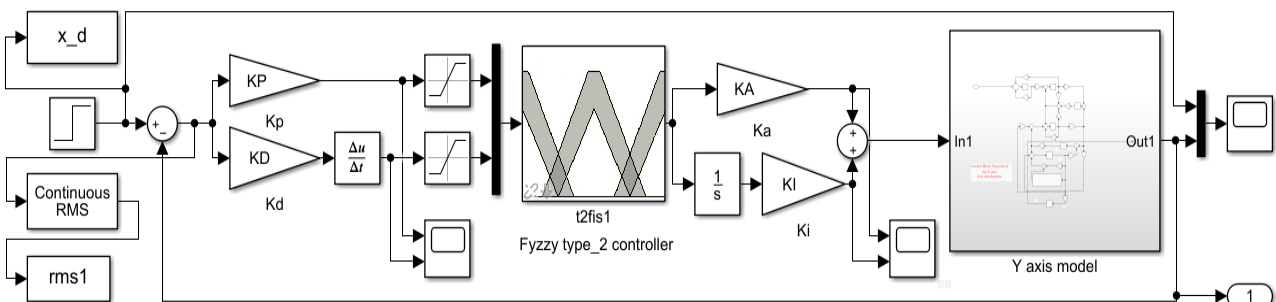 x_d
KP
Kp
KD
Kd
Δu
Δt
Continuous
RMS
rms1
t2fis1
Fyzzy type_2 controller
KA
Ka
1
s
KI
Ki
In1
Out1
Y axis model
1